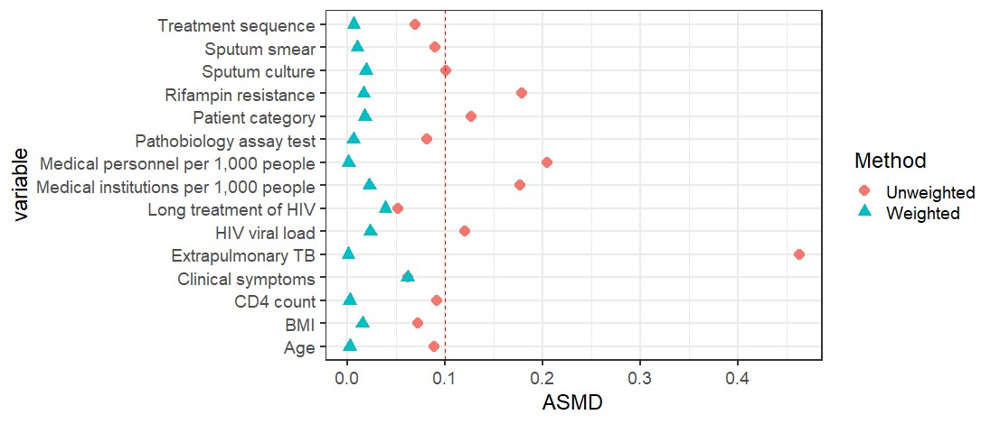 variable
Treatment sequence
Sputum smear
Sputum culture
Rifampin resistance
Patient category
Pathobiology assay test
Medical personnel per 1,000 people
Medical institutions per 1,000 people
Long treatment of HIV
HIV viral load
Extrapulmonary TB
Clinical symptoms
CD4 count
BMI
Age
0.0 0.1 0.2 0.3 0.4
ASMD
Method
Unweighted
Weighted